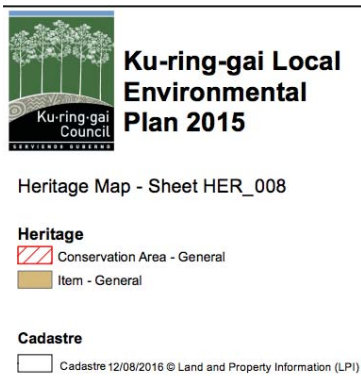 Ku-ring-gai Local
Environmental
Plan 2015
Ku-ring-gai
Council
SERVIENDO GUBERNO
Heritage Map - Sheet HER_008
Heritage
Conservation Area - General
Item - General
Cadastre
Cadastre 12/08/2016 © Land and Property Information (LPI)